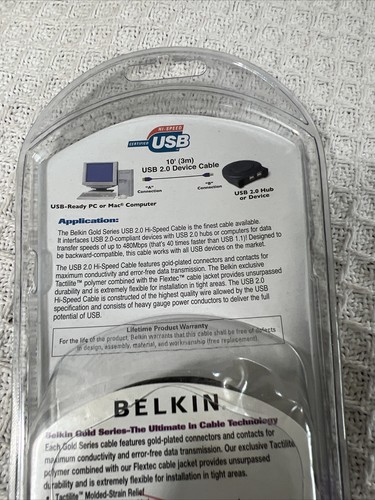 HI-SPEED
CERTIFIED USB
10' (3m)
USB 2.0 Device Cable
"A"
Connection
"B"
Connection
USB-Ready PC or Mac® Computer
USB 2.0 Hub
or Device
Application:
The Belkin Gold Series USB 2.0 Hi-Speed Cable is the finest cable available.
It interfaces USB 2.0-compliant devices with USB 2.0 hubs or computers for data
transfer speeds of up to 480Mbps (that's 40 times faster than USB 1.1)! Designed to
be backward-compatible, this cable works with all USB devices on the market.
The USB 2.0 Hi-Speed Cable features gold-plated connectors and contacts for
maximum conductivity and error-free data transmission. The Belkin exclusive
Tactilite™ polymer combined with the Flextec™ cable jacket provides unsurpassed
durability and is extremely flexible for installation in tight areas. The USB 2.0
Hi-Speed Cable is constructed of the highest quality wire allowed by the USB
specification and consists of heavy gauge power conductors to deliver the full
potential of USB.
Lifetime Product Warranty
For the life of the product, Belkin warrants that this cable shall be free of defects
in design, assembly, material, and workmanship (free replacement).
BELKIN
Belkin Gold Series-The Ultimate in Cable Technology
Each Gold Series cable features gold-plated connectors and contacts for
maximum conductivity and error-free data transmission. Our exclusive Tactilite
polymer combined with our Flextec cable jacket provides unsurpassed
durability and is extremely flexible for installation in tight areas.
• Tactilite™ Molded-Strain Relief